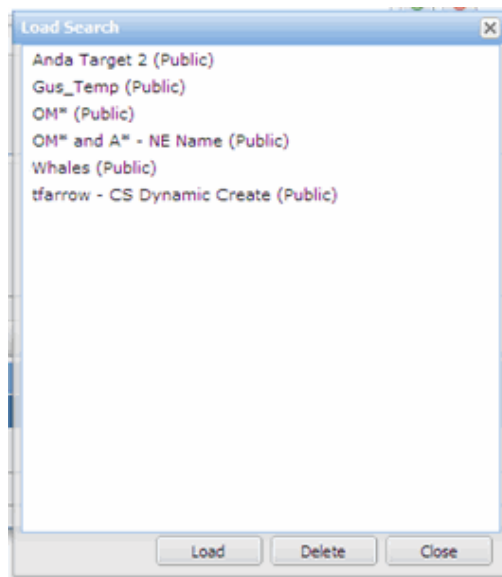 Load Search
Anda Target 2 (Public)
Gus_Temp (Public)
OM* (Public)
OM* and A* - NE Name (Public)
Whales (Public)
tfarrow - CS Dynamic Create (Public)
Load Delete Close